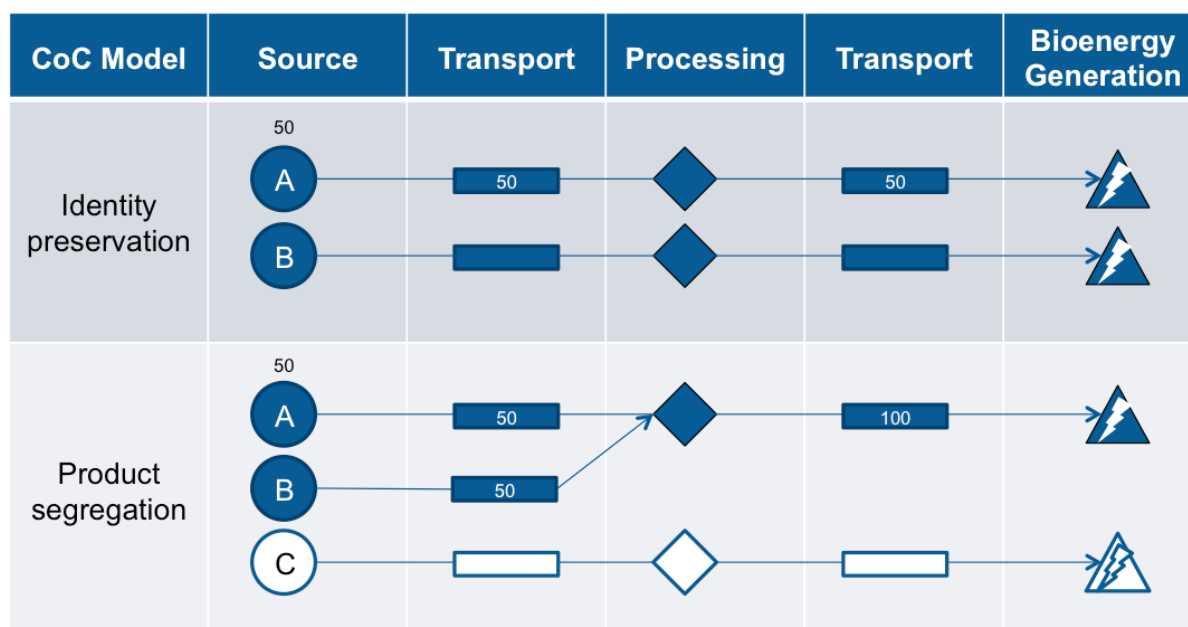 CoC Model
Source
Transport
Processing
Transport
Bioenergy
Generation
Identity
preservation
50
A
50
50
B
Product
segregation
50
A
50
100
B
50
C